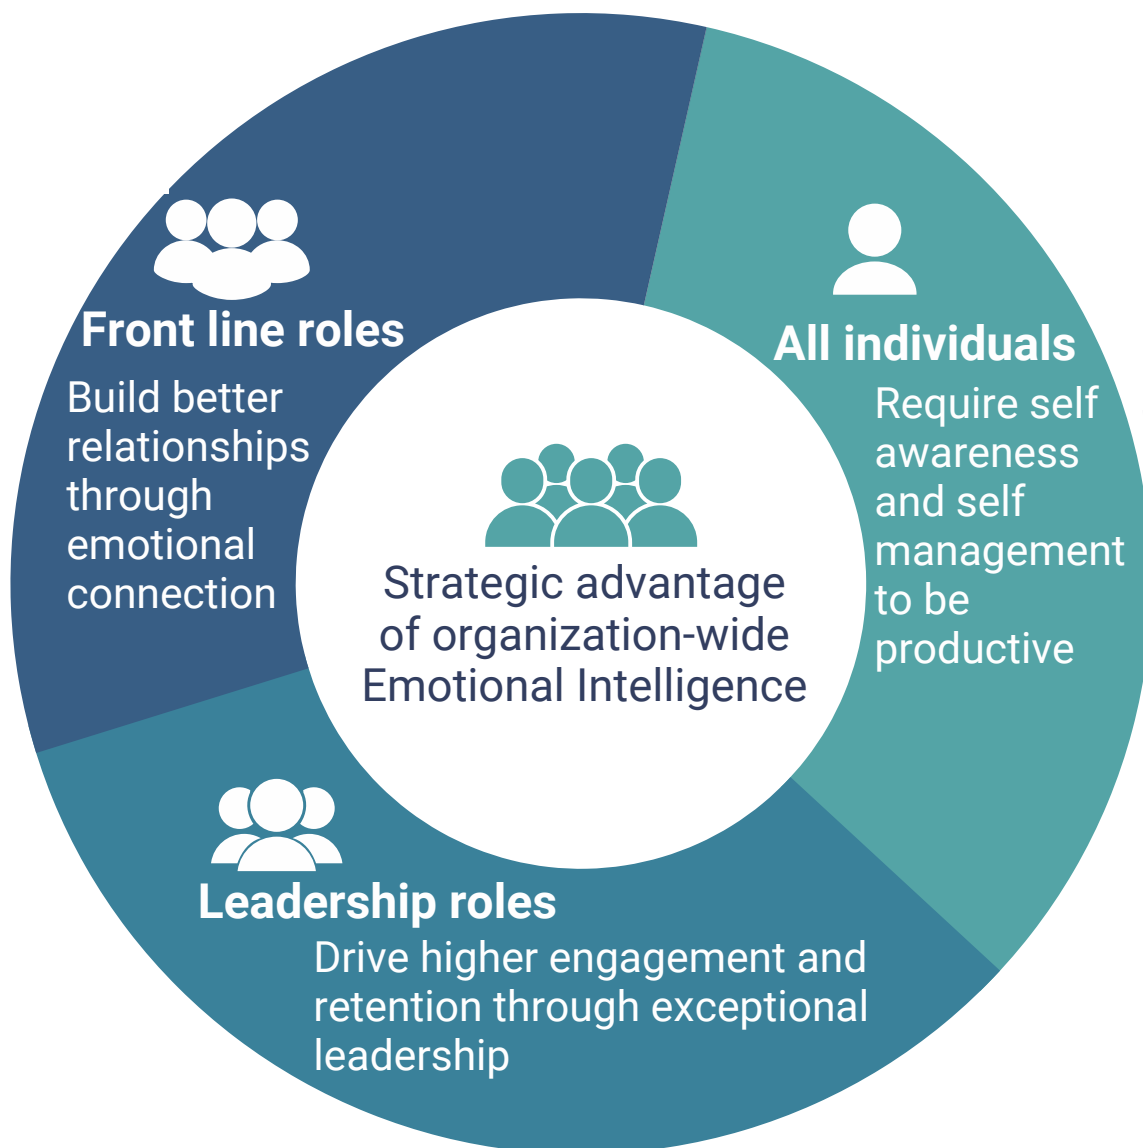 Front line roles
Build better
relationships
through
emotional
connection
All individuals
Require self
awareness
and self
management
to be
productive
Strategic advantage
of organization-wide
Emotional Intelligence
Leadership roles
Drive higher engagement and
retention through exceptional
leadership